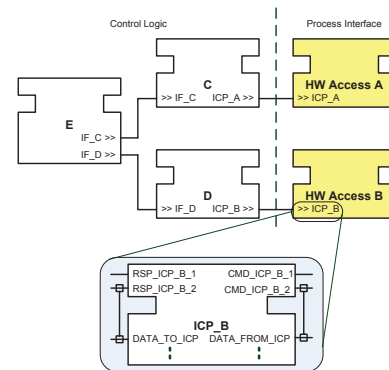 Control Logic
Process Interface
C
>> IF_C
ICP_A >>
HW Access A
>> ICP_A
E
IF_C >>
IF_D >>
D
>> IF_D
ICP_B >>
HW Access B
>> ICP_B
RSP_ICP_B_1
CMD_ICP_B_1
RSP_ICP_B_2
CMD_ICP_B_2
ICP_B
DATA_TO_ICP
DATA_FROM_ICP